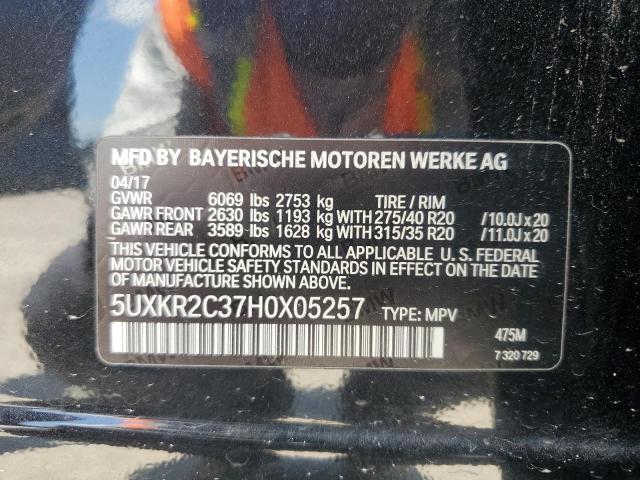 MFD BY BAYERISCHE MOTOREN WERKE AG
04/17
GVWR 6069 lbs 2753 kg TIRE / RIM
GAWR FRONT 2630 lbs 1193 kg WITH 275/40 R20 /10.0J x 20
GAWR REAR 3589 lbs 1628 kg WITH 315/35 R20 /11.0J x 20
THIS VEHICLE CONFORMS TO ALL APPLICABLE U. S. FEDERAL
MOTOR VEHICLE SAFETY STANDARDS IN EFFECT ON THE DATE OF
MANUFACTURE SHOWN ABOVE.
5UXKR2C37H0X05257 TYPE: MPV
475M
7 320 729